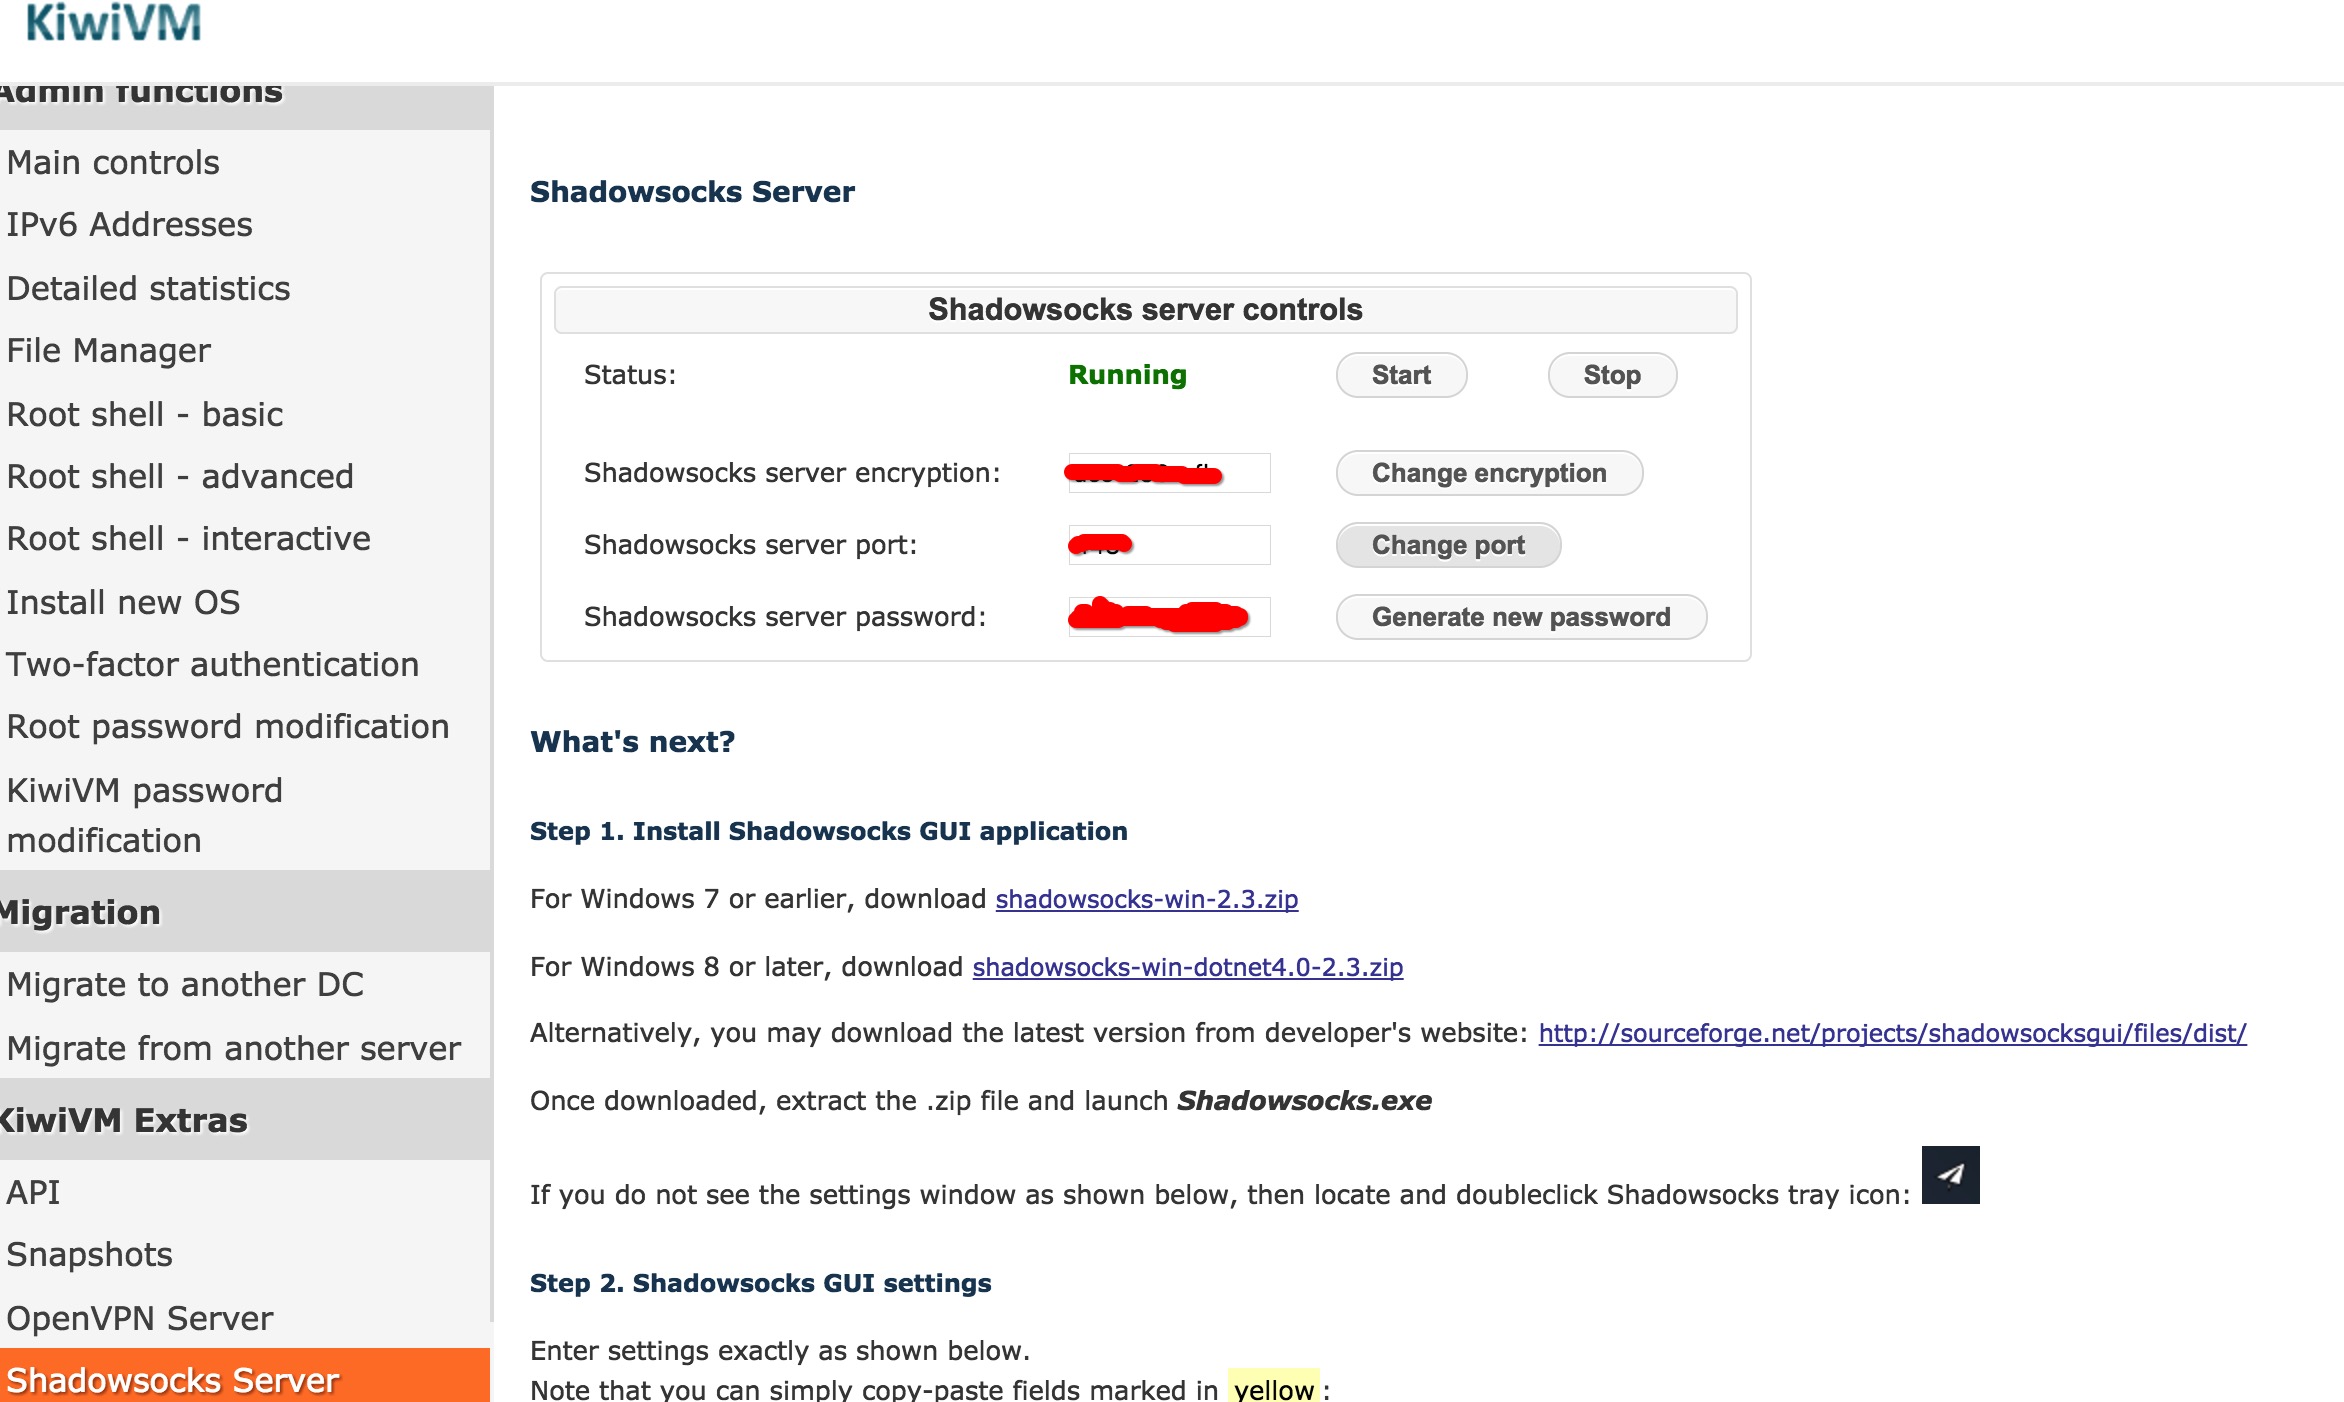 KiwiVM
Admin functions
Main controls
IPv6 Addresses
Detailed statistics
File Manager
Root shell - basic
Root shell - advanced
Root shell - interactive
Install new OS
Two-factor authentication
Root password modification
KiwiVM password
modification
Migration
Migrate to another DC
Migrate from another server
KiwiVM Extras
API
Snapshots
OpenVPN Server
Shadowsocks Server
Shadowsocks Server
Shadowsocks server controls
Status: Running Start Stop
Shadowsocks server encryption: Change encryption
Shadowsocks server port: Change port
Shadowsocks server password: Generate new password
What's next?
Step 1. Install Shadowsocks GUI application
For Windows 7 or earlier, download shadowsocks-win-2.3.zip
For Windows 8 or later, download shadowsocks-win-dotnet4.0-2.3.zip
Alternatively, you may download the latest version from developer's website: http://sourceforge.net/projects/shadowsocksgui/files/dist/
Once downloaded, extract the .zip file and launch Shadowsocks.exe
If you do not see the settings window as shown below, then locate and doubleclick Shadowsocks tray icon:
Step 2. Shadowsocks GUI settings
Enter settings exactly as shown below.
Note that you can simply copy-paste fields marked in yellow :